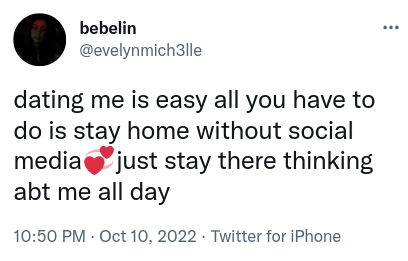 bebelin
@evelynmich3lle
dating me is easy all you have to
do is stay home without social
media💞just stay there thinking
abt me all day
10:50 PM · Oct 10, 2022 · Twitter for iPhone